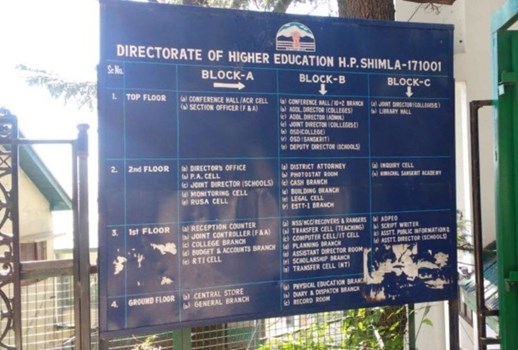 DIRECTORATE OF HIGHER EDUCATION H.P. SHIMLA-171001
Sr.No. BLOCK-A BLOCK-B BLOCK-C
1. TOP FLOOR
(a) CONFERENCE HALL/ACR CELL
(b) SECTION OFFICER (F & A)
(a) CONFERENCE HALL/10+2 BRANCH
(b) ADDL.DIRECTOR (COLLEGES)
(c) ADDL.DIRECTOR (ADMN)
(d) JOINT DIRECTOR (COLLEGES)
(e) OSD (COLLEGE)
(f) OSD (SANSKRIT)
(g) DEPUTY DIRECTOR (SCHOOLS)
(a) JOINT DIRECTOR (COLLEGES)
(b) LIBRARY HALL
2. 2nd FLOOR
(a) DIRECTOR'S OFFICE
(b) P.A. CELL
(c) JOINT DIRECTOR (SCHOOLS)
(d) MONITORING CELL
(e) RUSA CELL
(a) DISTRICT ATTORNEY
(b) PHOTOSTAT ROOM
(c) CASH BRANCH
(d) BUILDING BRANCH
(e) LEGAL CELL
(f) ESTT-I BRANCH
(a) INQUIRY CELL
(b) HIMACHAL SANSKRIT ACADEMY
3. 1st FLOOR
(a) RECEPTION COUNTER
(b) JOINT CONTROLLER (F&A)
(c) COLLEGE BRANCH
(d) BUDGET & ACCOUNTS BRANCH
(e) RTI CELL
(a) NSS/NCC/RECOVERS & RANGERS
(b) TRANSFER CELL (TEACHING)
(c) COMPUTER CELL/IT CELL
(d) PLANNING BRANCH
(e) ASSISTANT DIRECTOR
(f) SCHOLARSHIP BRANCH
(g) TRANSFER CELL (NT)
(a) ADPEO
(b) SCRIPT WRITER
(c) ASSTT. PUBLIC INFORMATION
(d) ASSTT. DIRECTOR (SCHOOLS)
4. GROUND FLOOR
(a) CENTRAL STORE
(b) GENERAL BRANCH
(a) PHYSICAL EDUCATION
(b) DIARY & DISPATCH BRANCH
(c) RECORD ROOM